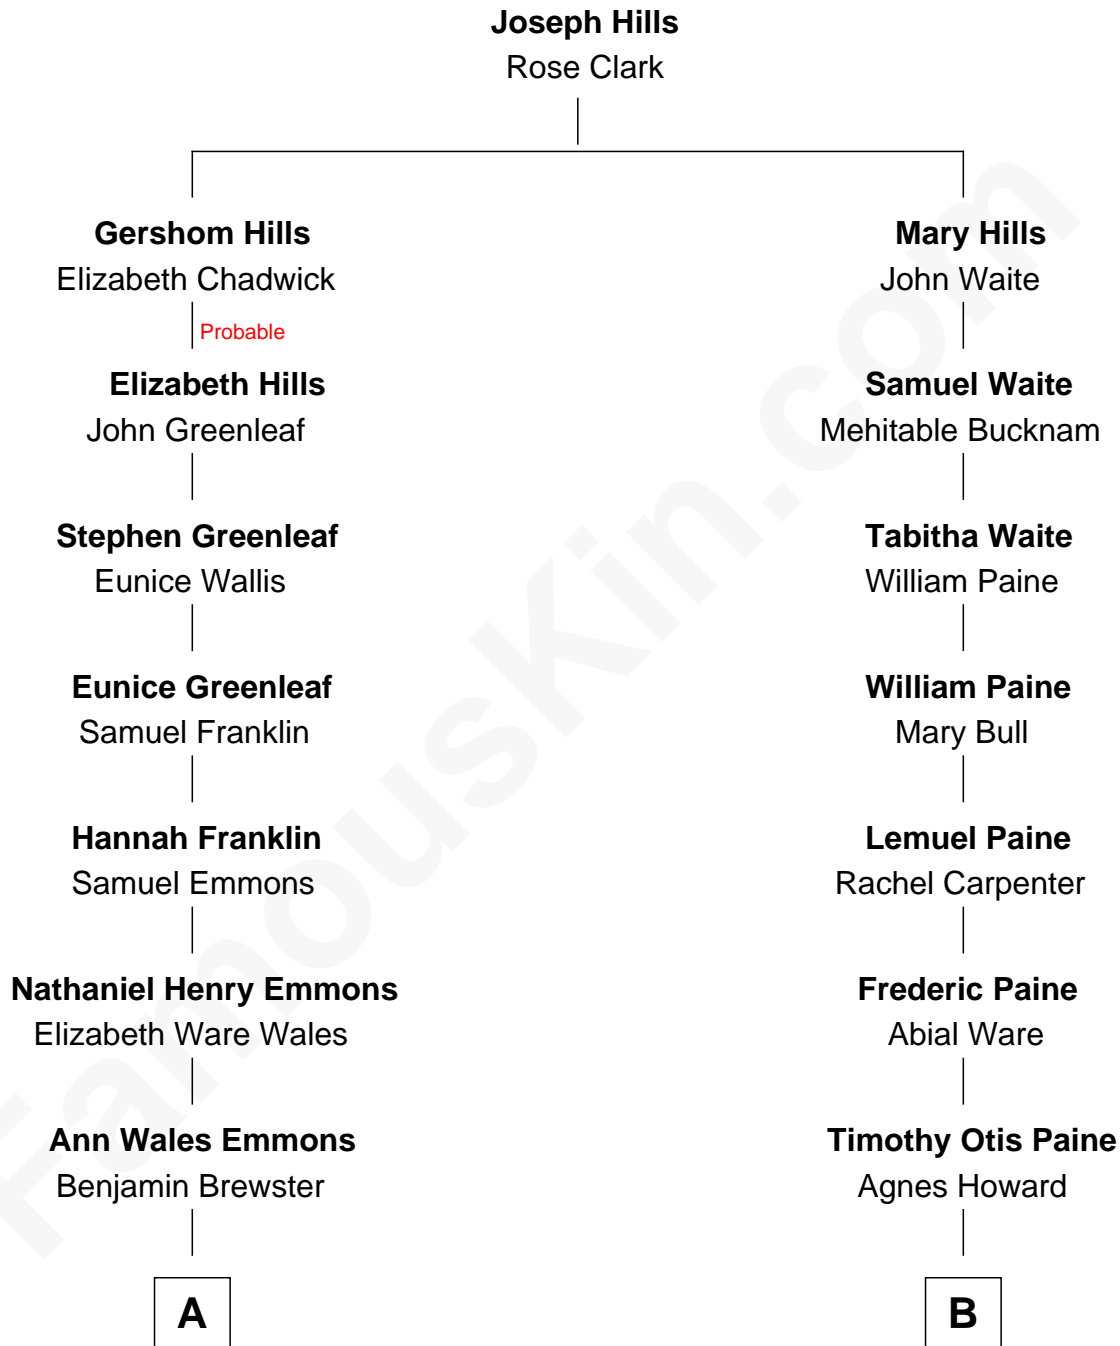 Joseph Hills
Rose Clark
Gershom Hills
Elizabeth Chadwick
Probable
Elizabeth Hills
John Greenleaf
Stephen Greenleaf
Eunice Wallis
Eunice Greenleaf
Samuel Franklin
Hannah Franklin
Samuel Emmons
Nathaniel Henry Emmons
Elizabeth Ware Wales
Ann Wales Emmons
Benjamin Brewster
A
Mary Hills
John Waite
Samuel Waite
Mehitable Bucknam
Tabitha Waite
William Paine
William Paine
Mary Bull
Lemuel Paine
Rachel Carpenter
Frederic Paine
Abial Ware
Timothy Otis Paine
Agnes Howard
B
FamousKin.com